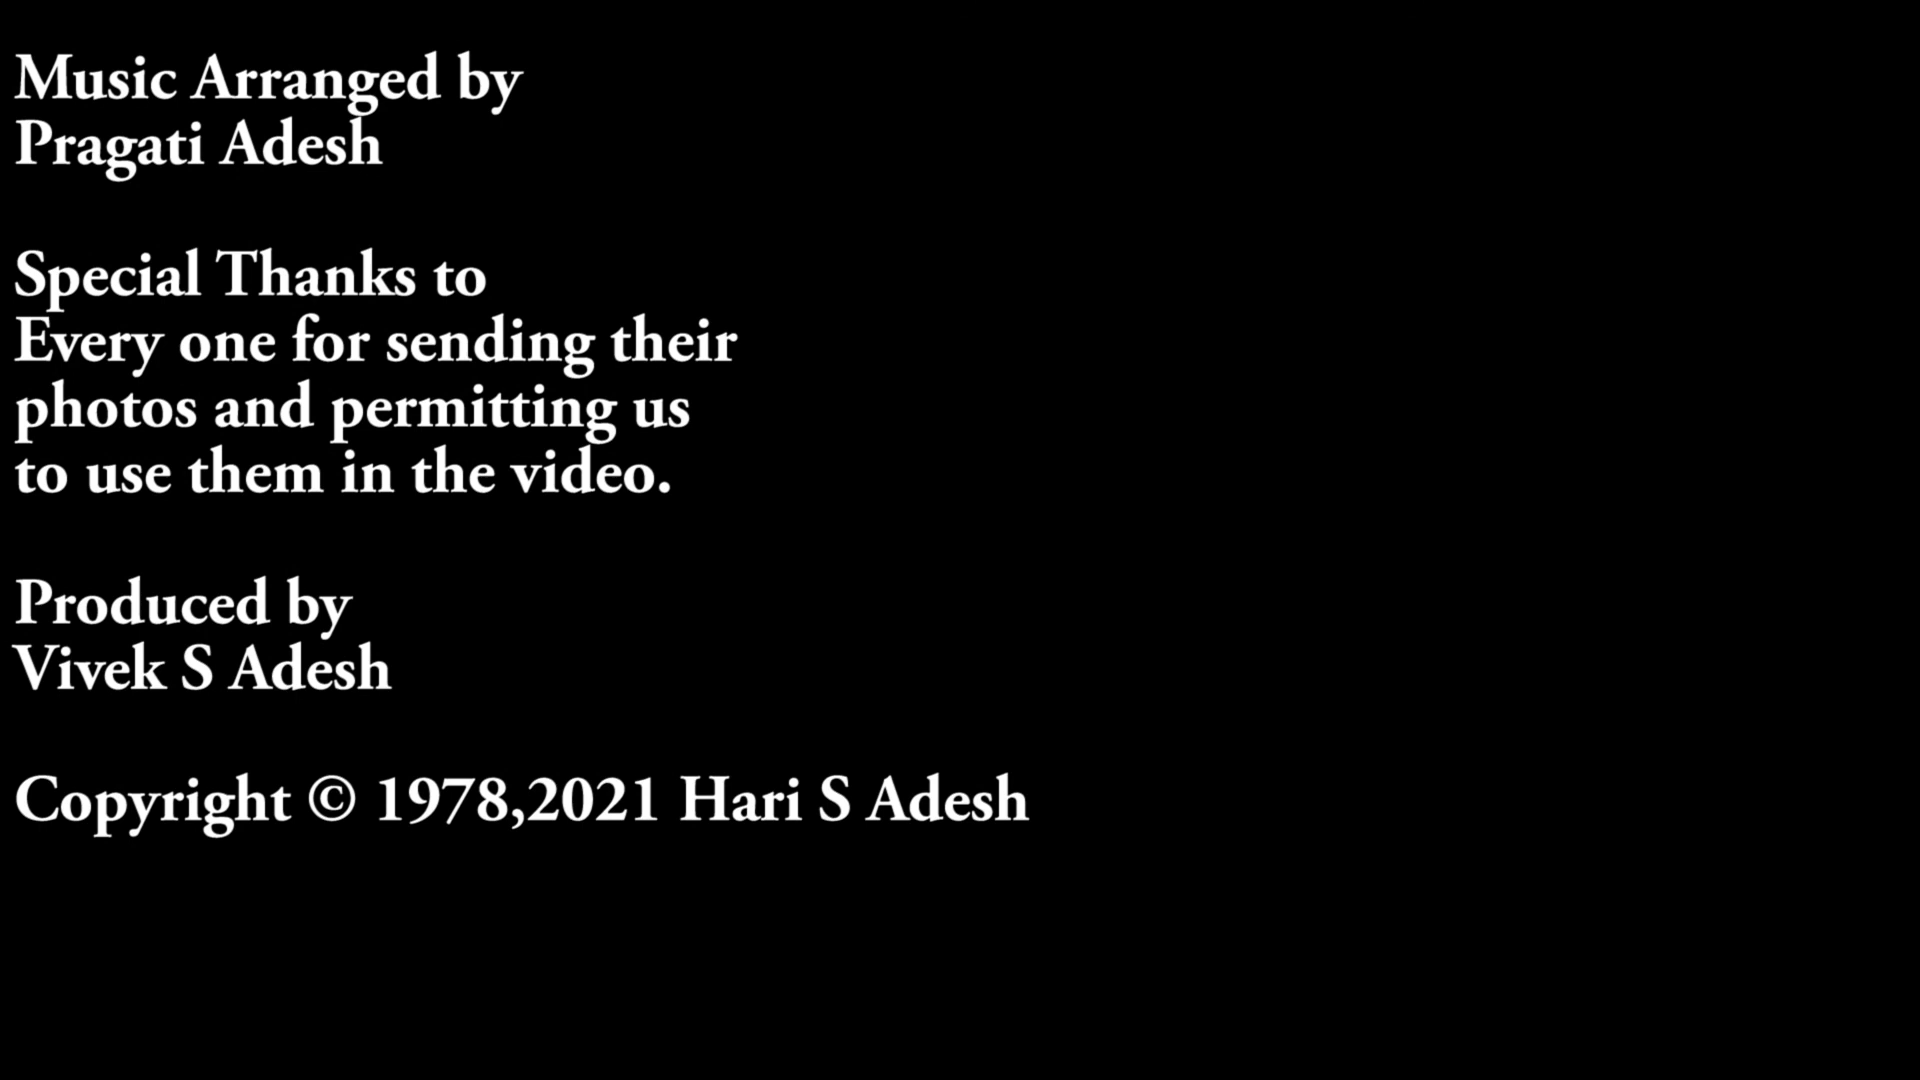 Music Arranged by
Pragati Adesh
Special Thanks to
Every one for sending their
photos and permitting us
to use them in the video.
Produced by
Vivek S Adesh
Copyright © 1978,2021 Hari S Adesh